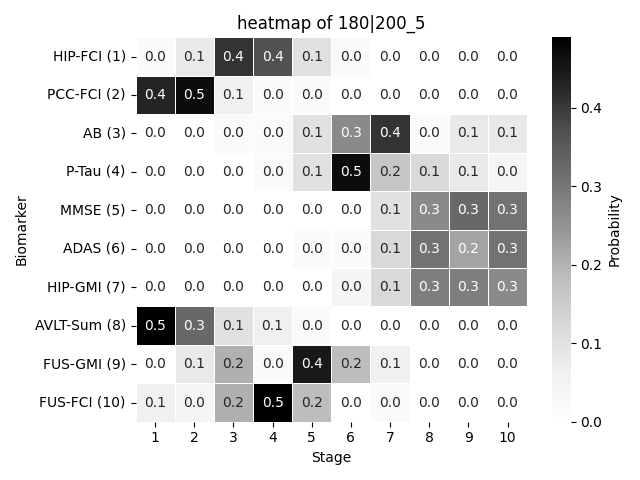 heatmap of 180|200_5
HIP-FCI (1) 0.0 0.1 0.4 0.4 0.1 0.0 0.0 0.0 0.0 0.0
PCC-FCI (2) 0.4 0.5 0.1 0.0 0.0 0.0 0.0 0.0 0.0 0.0
AB (3) 0.0 0.0 0.0 0.0 0.1 0.3 0.4 0.0 0.1 0.1
P-Tau (4) 0.0 0.0 0.0 0.0 0.1 0.5 0.2 0.1 0.1 0.0
MMSE (5) 0.0 0.0 0.0 0.0 0.0 0.0 0.1 0.3 0.3 0.3
ADAS (6) 0.0 0.0 0.0 0.0 0.0 0.0 0.1 0.3 0.2 0.3
HIP-GMI (7) 0.0 0.0 0.0 0.0 0.0 0.0 0.1 0.3 0.3 0.3
AVLT-Sum (8) 0.5 0.3 0.1 0.1 0.0 0.0 0.0 0.0 0.0 0.0
FUS-GMI (9) 0.0 0.1 0.2 0.0 0.4 0.2 0.1 0.0 0.0 0.0
FUS-FCI (10) 0.1 0.0 0.2 0.5 0.2 0.0 0.0 0.0 0.0 0.0
1 2 3 4 5 6 7 8 9 10
Stage
Biomarker
0.4
0.3
0.2
0.1
0.0
Probability